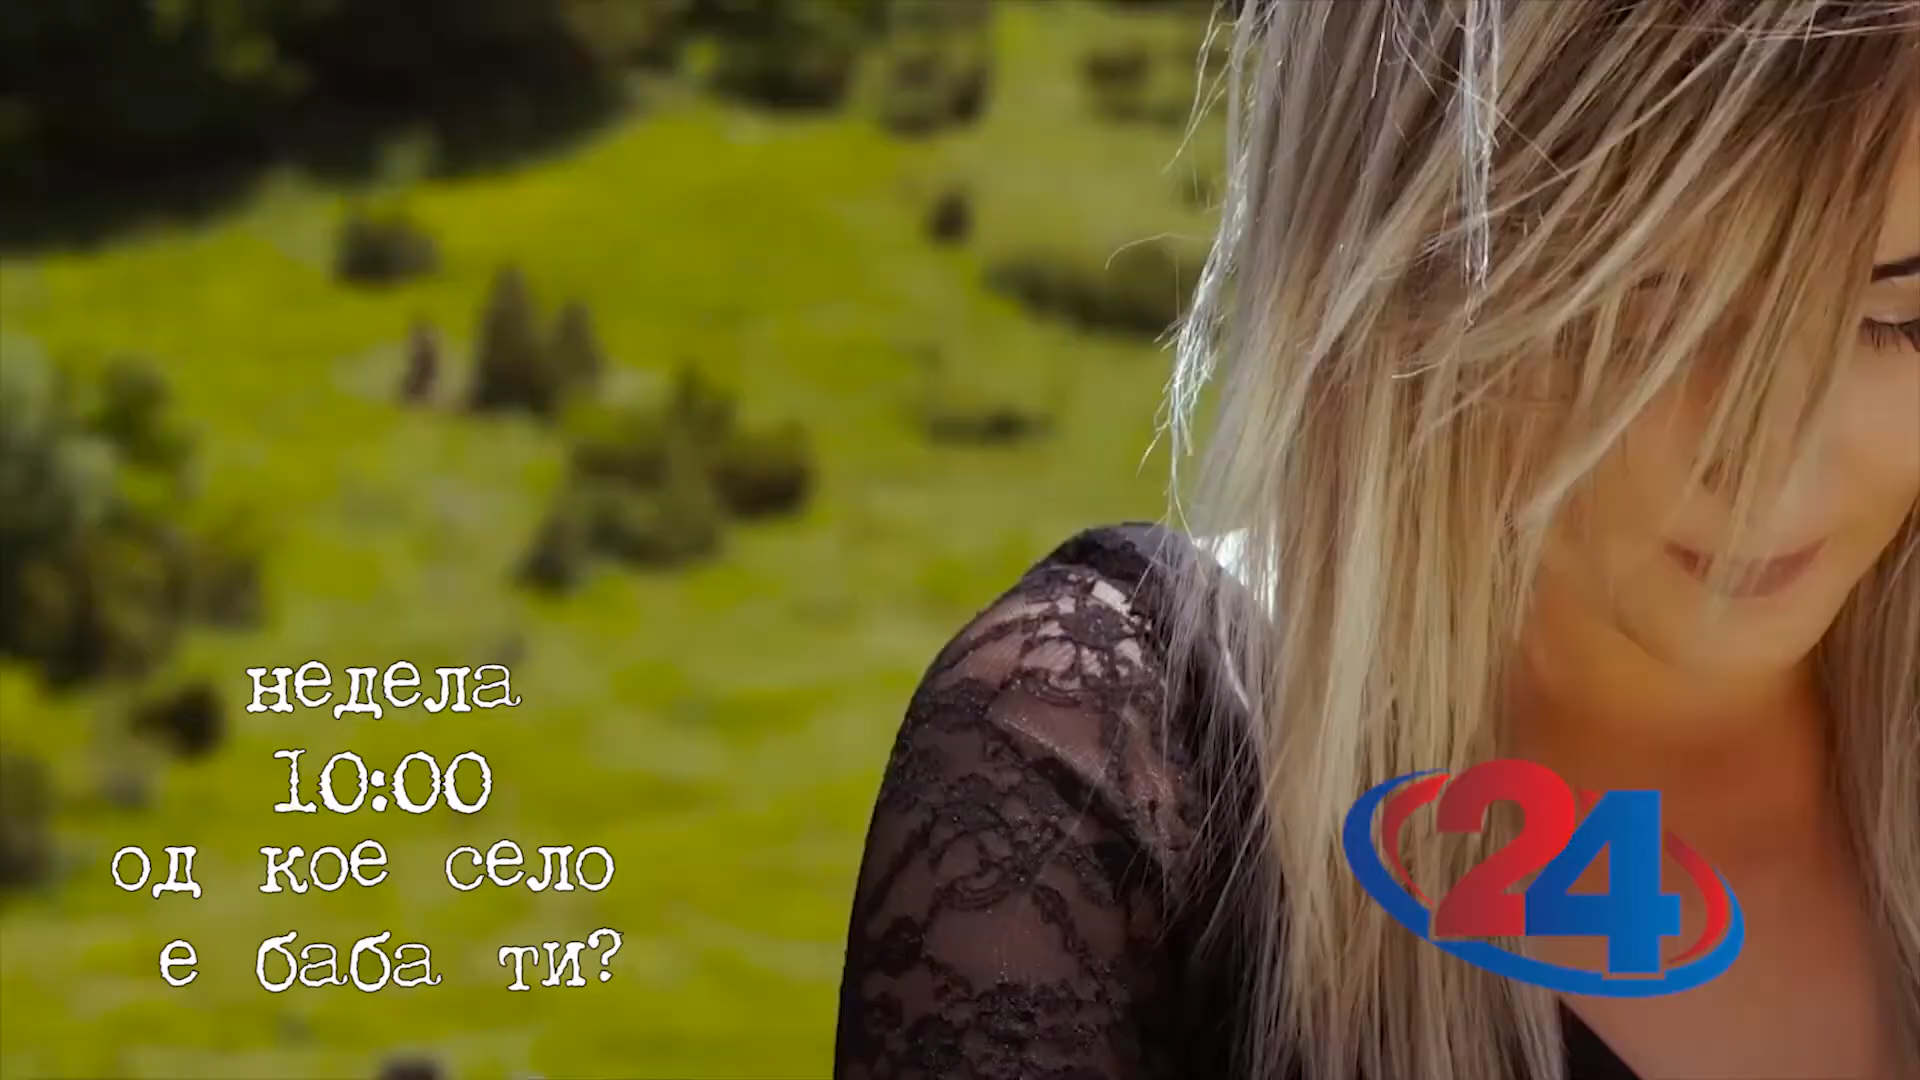 недела
10:00
од кое село
е баба ти?
24